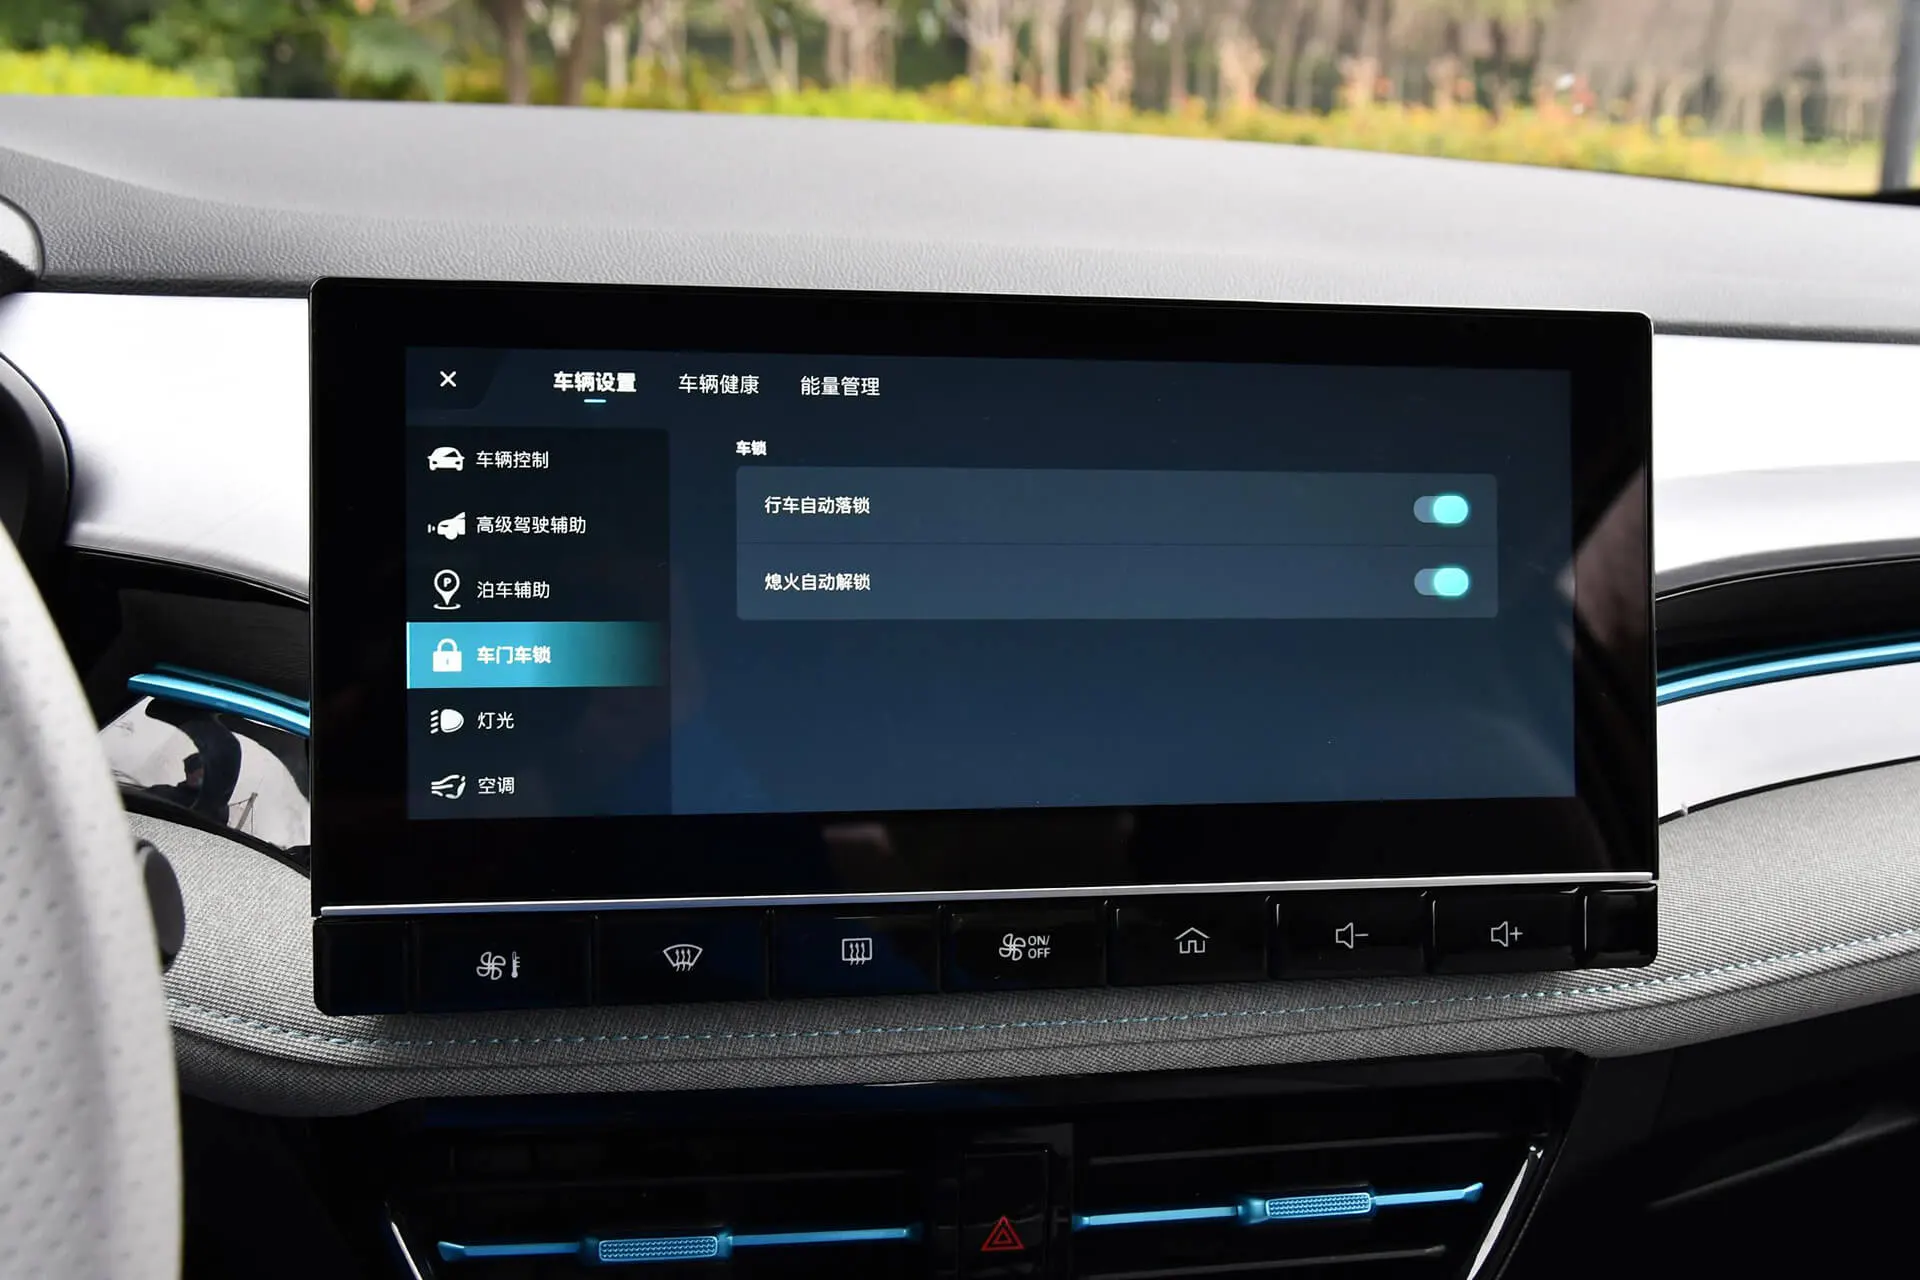 车辆设置 车辆健康 能量管理
车辆控制
高级驾驶辅助
泊车辅助
车门车锁
灯光
空调
车锁
行车自动落锁
熄火自动解锁
ON/
OFF